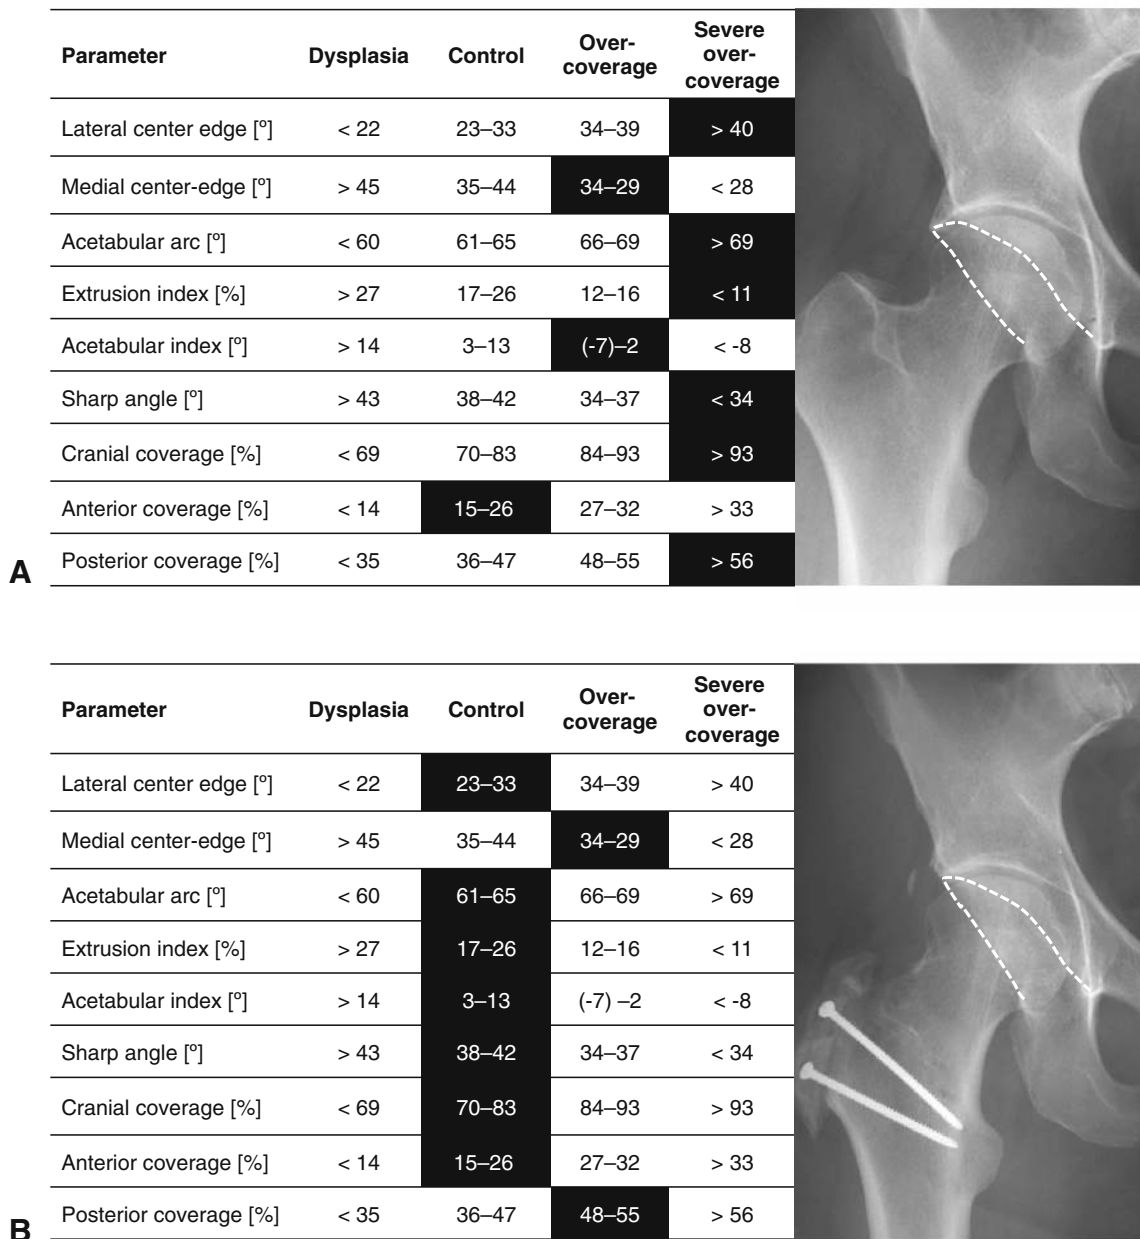 Parameter Dysplasia Control Over-coverage Severe over-coverage
Lateral center edge [º] < 22 23–33 34–39 > 40
Medial center-edge [º] > 45 35–44 34–29 < 28
Acetabular arc [º] < 60 61–65 66–69 > 69
Extrusion index [%] > 27 17–26 12–16 < 11
Acetabular index [º] > 14 3–13 (-7)–2 < -8
Sharp angle [º] > 43 38–42 34–37 < 34
Cranial coverage [%] < 69 70–83 84–93 > 93
Anterior coverage [%] < 14 15–26 27–32 > 33
Posterior coverage [%] < 35 36–47 48–55 > 56
A
Parameter Dysplasia Control Over-coverage Severe over-coverage
Lateral center edge [º] < 22 23–33 34–39 > 40
Medial center-edge [º] > 45 35–44 34–29 < 28
Acetabular arc [º] < 60 61–65 66–69 > 69
Extrusion index [%] > 27 17–26 12–16 < 11
Acetabular index [º] > 14 3–13 (-7) –2 < -8
Sharp angle [º] > 43 38–42 34–37 < 34
Cranial coverage [%] < 69 70–83 84–93 > 93
Anterior coverage [%] < 14 15–26 27–32 > 33
Posterior coverage [%] < 35 36–47 48–55 > 56
B